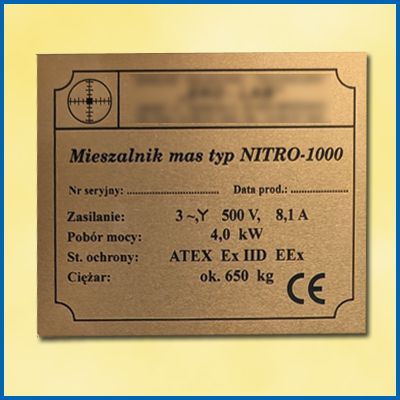 Mieszalnik mas typ NITRO-1000
Nr seryjny: ........................ Data prod.: ........................
Zasilanie: 3 ~, Y 500 V, 8,1 A
Pobór mocy: 4,0 kW
St. ochrony: ATEX Ex IID EEx
Ciężar: ok. 650 kg
CE